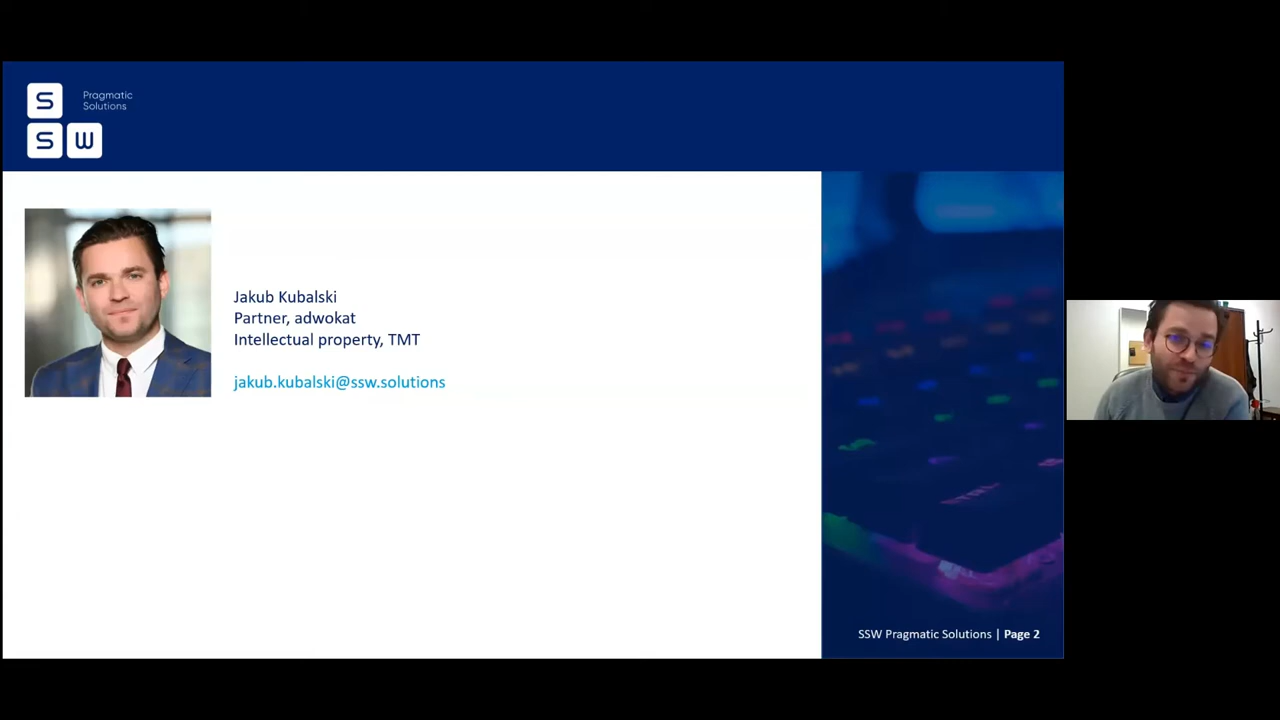 S
Pragmatic
Solutions
S W
Jakub Kubalski
Partner, adwokat
Intellectual property, TMT
jakub.kubalski@ssw.solutions
SSW Pragmatic Solutions | Page 2